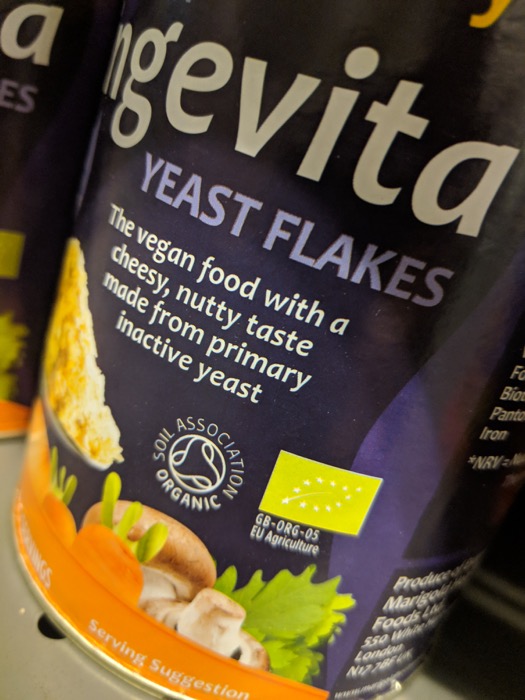 ngevita
YEAST FLAKES
The vegan food with a
cheesy, nutty taste
made from primary
inactive yeast
SOIL ASSOCIATION
ORGANIC
GB-ORG-05
EU Agriculture
Serving Suggestion
Iron
Marigold
Foods
London
a
ES